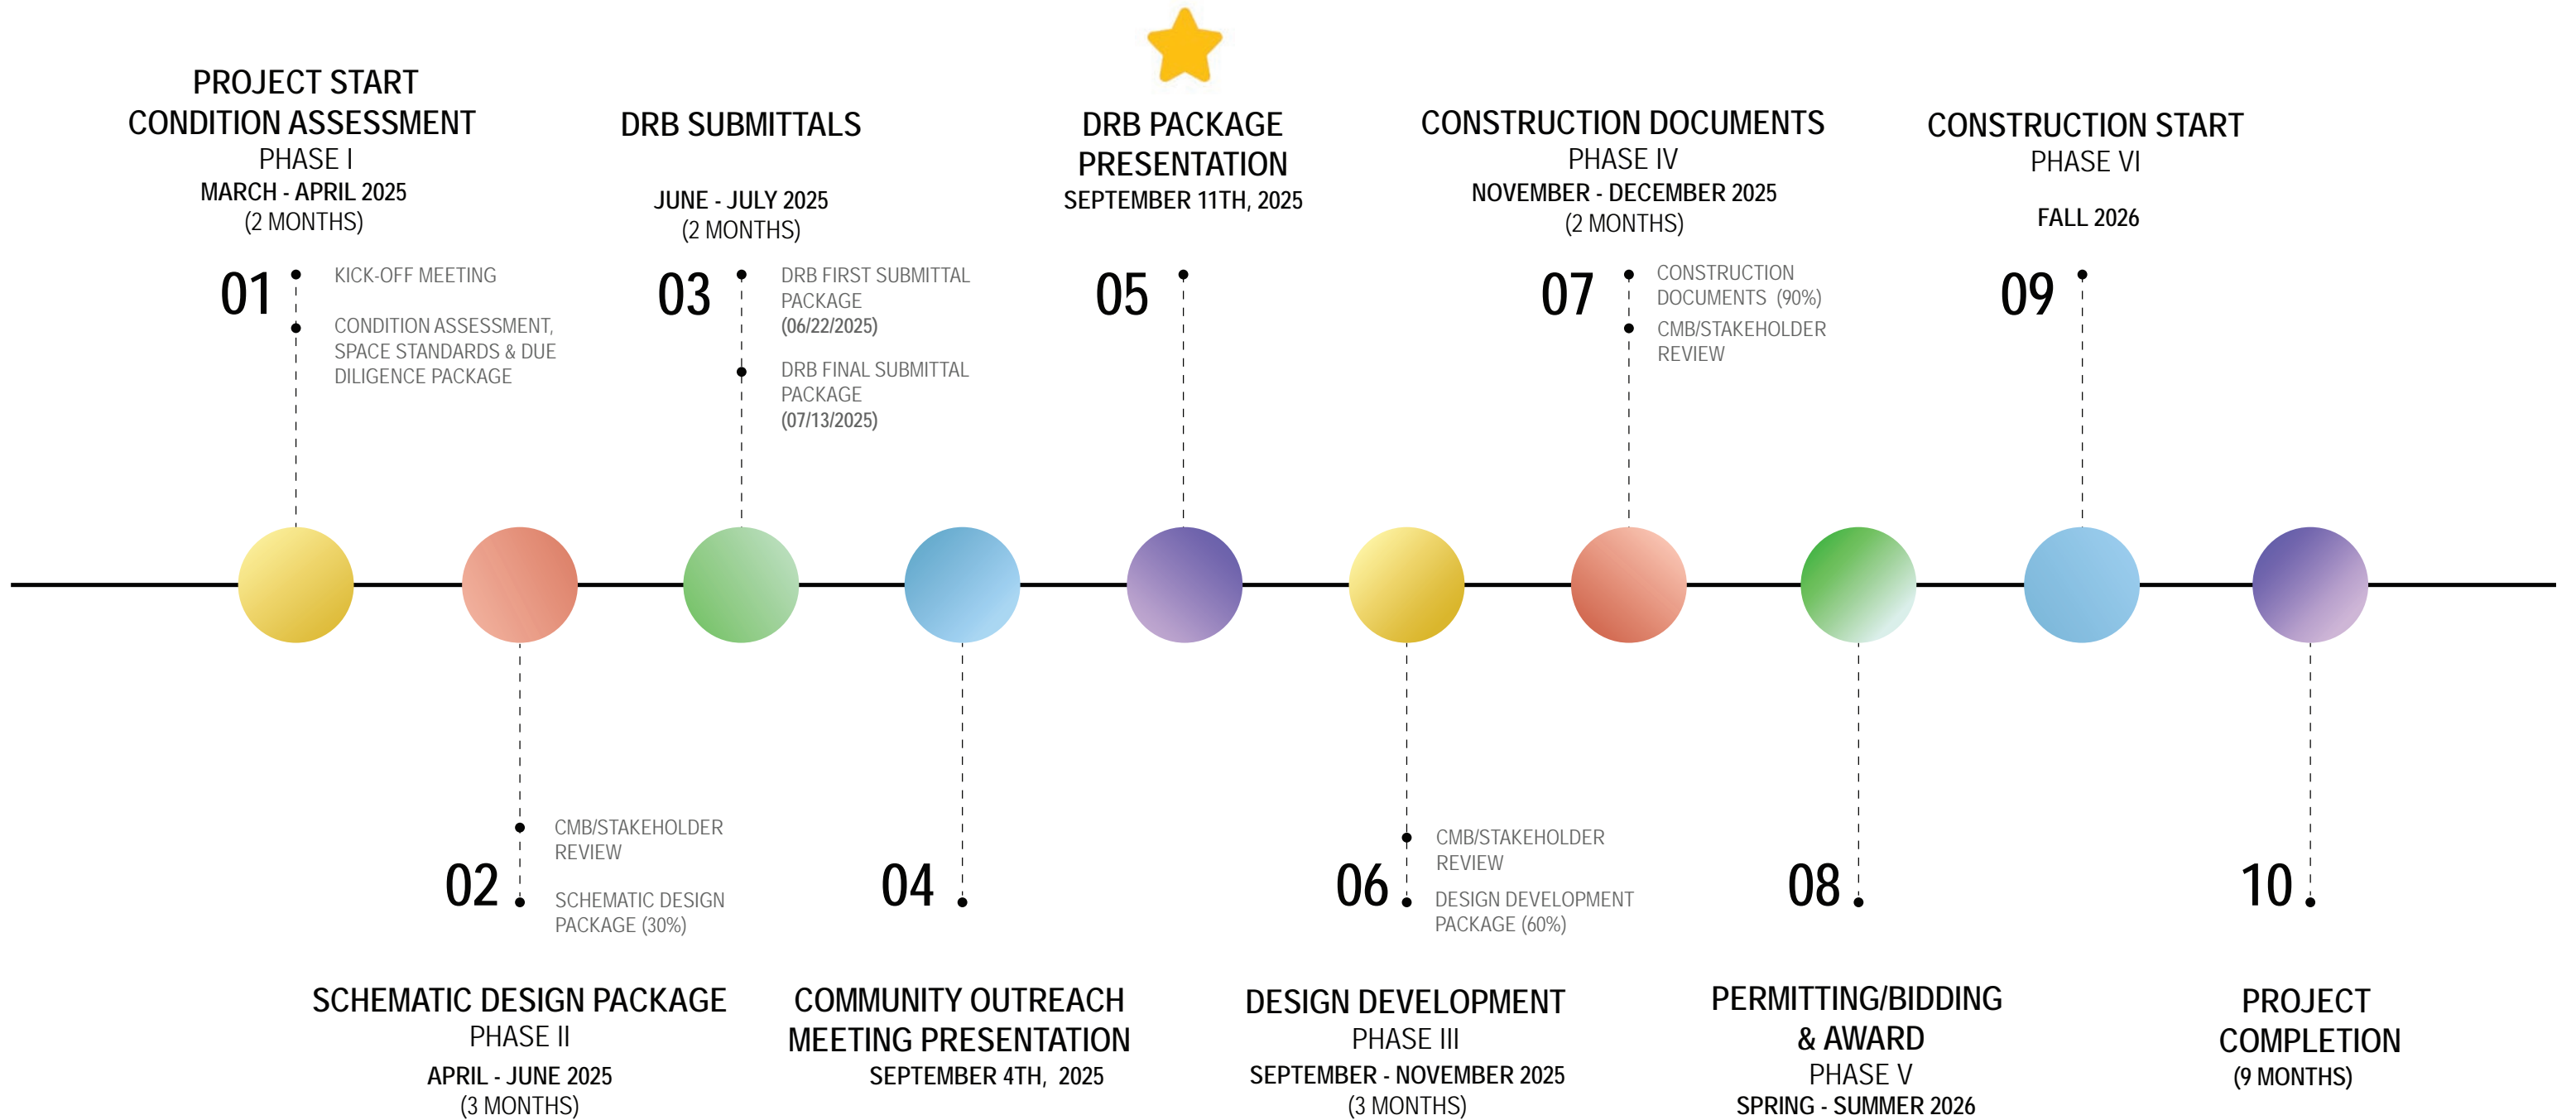 PROJECT START
CONDITION ASSESSMENT
PHASE I
MARCH - APRIL 2025
(2 MONTHS)
01
KICK-OFF MEETING
CONDITION ASSESSMENT,
SPACE STANDARDS & DUE
DILIGENCE PACKAGE
02
CMB/STAKEHOLDER
REVIEW
SCHEMATIC DESIGN
PACKAGE (30%)
SCHEMATIC DESIGN PACKAGE
PHASE II
APRIL - JUNE 2025
(3 MONTHS)
DRB SUBMITTALS
JUNE - JULY 2025
(2 MONTHS)
03
DRB FIRST SUBMITTAL
PACKAGE
(06/22/2025)
DRB FINAL SUBMITTAL
PACKAGE
(07/13/2025)
04
COMMUNITY OUTREACH
MEETING PRESENTATION
SEPTEMBER 4TH, 2025
DRB PACKAGE
PRESENTATION
SEPTEMBER 11TH, 2025
05
06
CMB/STAKEHOLDER
REVIEW
DESIGN DEVELOPMENT
PACKAGE (60%)
DESIGN DEVELOPMENT
PHASE III
SEPTEMBER - NOVEMBER 2025
(3 MONTHS)
CONSTRUCTION DOCUMENTS
PHASE IV
NOVEMBER - DECEMBER 2025
(2 MONTHS)
07
CONSTRUCTION
DOCUMENTS (90%)
CMB/STAKEHOLDER
REVIEW
08
PERMITTING/BIDDING
& AWARD
PHASE V
SPRING - SUMMER 2026
CONSTRUCTION START
PHASE VI
FALL 2026
09
10
PROJECT
COMPLETION
(9 MONTHS)